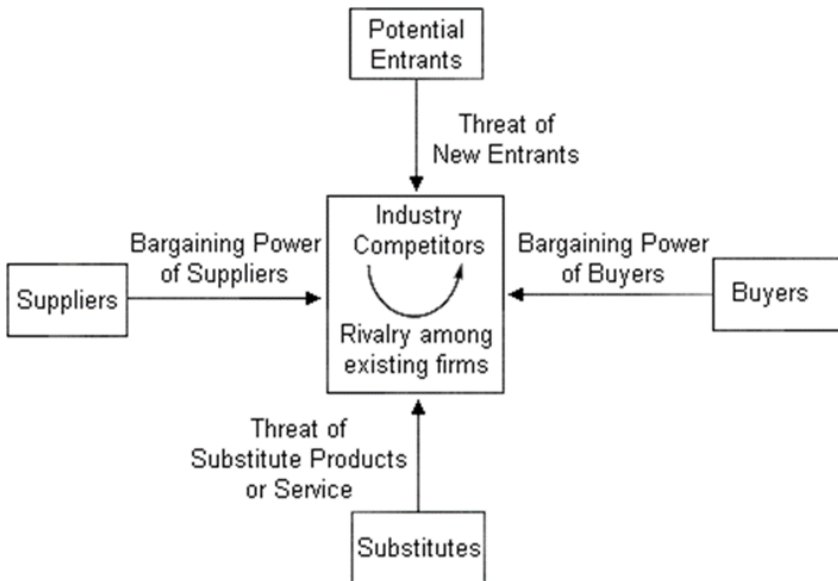 Potential
Entrants
Threat of
New Entrants
Industry
Competitors
Bargaining Power
of Suppliers
Bargaining Power
of Buyers
Suppliers
Buyers
Rivalry among
existing firms
Threat of
Substitute Products
or Service
Substitutes